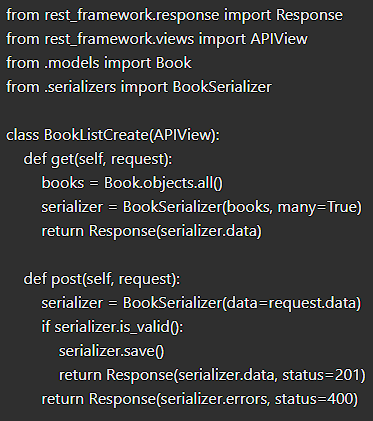 from rest_framework.response import Response
from rest_framework.views import APIView
from .models import Book
from .serializers import BookSerializer

class BookListCreate(APIView):
    def get(self, request):
        books = Book.objects.all()
        serializer = BookSerializer(books, many=True)
        return Response(serializer.data)

    def post(self, request):
        serializer = BookSerializer(data=request.data)
        if serializer.is_valid():
            serializer.save()
            return Response(serializer.data, status=201)
        return Response(serializer.errors, status=400)